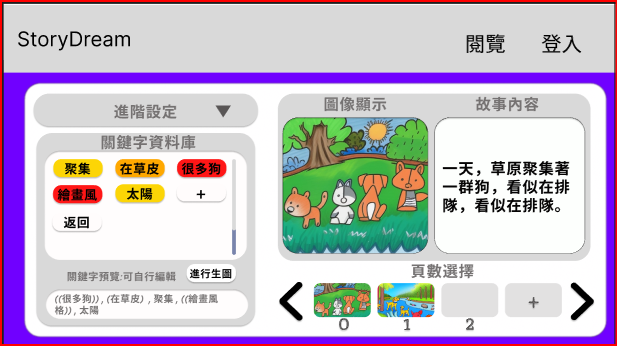 StoryDream
閱覽 登入
進階設定 ▼
關鍵字資料庫
聚集 在草皮 很多狗
繪畫風 太陽 +
返回
關鍵字預覽:可自行編輯 進行生圖
((很多狗)) , (在草皮) , 聚集 , ((繪畫風
格)) , 太陽
圖像顯示 故事內容
一天，草原聚集著
一群狗，看似在排
隊，看似在排隊。
頁數選擇
+
0 1 2